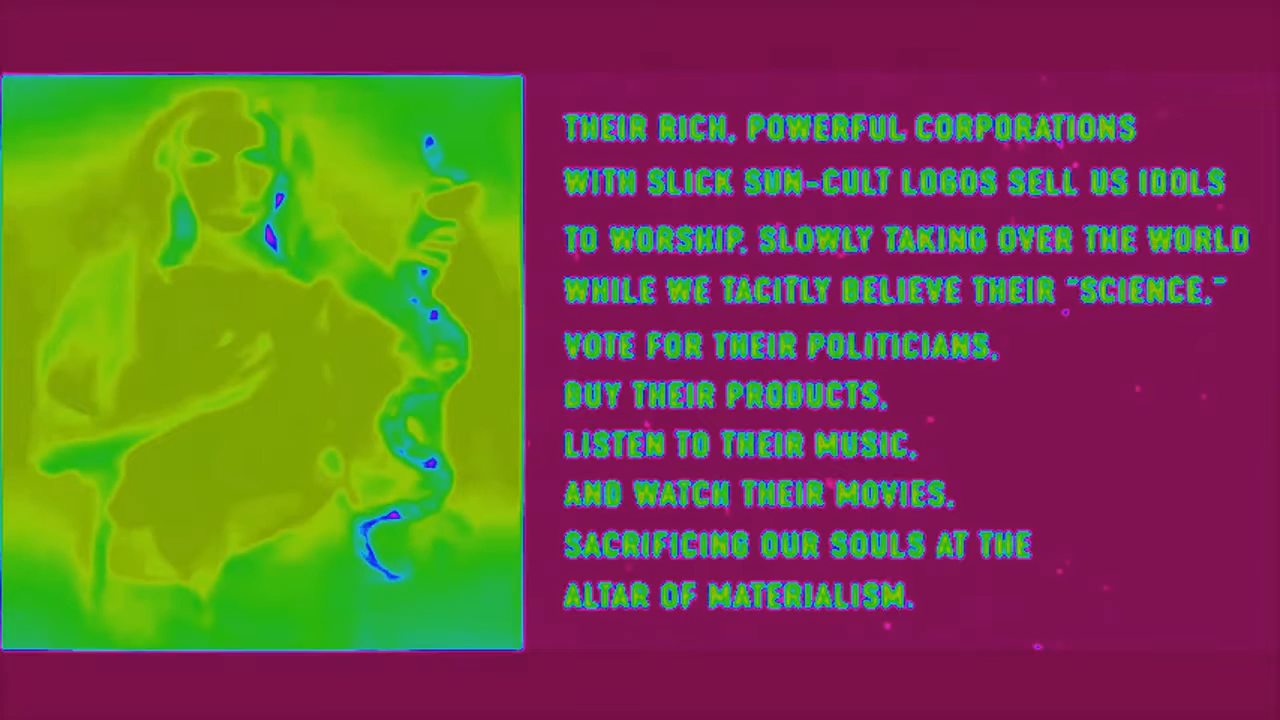 THEIR RICH, POWERFUL CORPORATIONS
WITH SLICK SUN-CULT LOGOS SELL US IDOLS
TO WORSHIP, SLOWLY TAKING OVER THE WORLD
WHILE WE TACITLY BELIEVE THEIR "SCIENCE,"
VOTE FOR THEIR POLITICIANS,
BUY THEIR PRODUCTS,
LISTEN TO THEIR MUSIC,
AND WATCH THEIR MOVIES,
SACRIFICING OUR SOULS AT THE
ALTAR OF MATERIALISM.